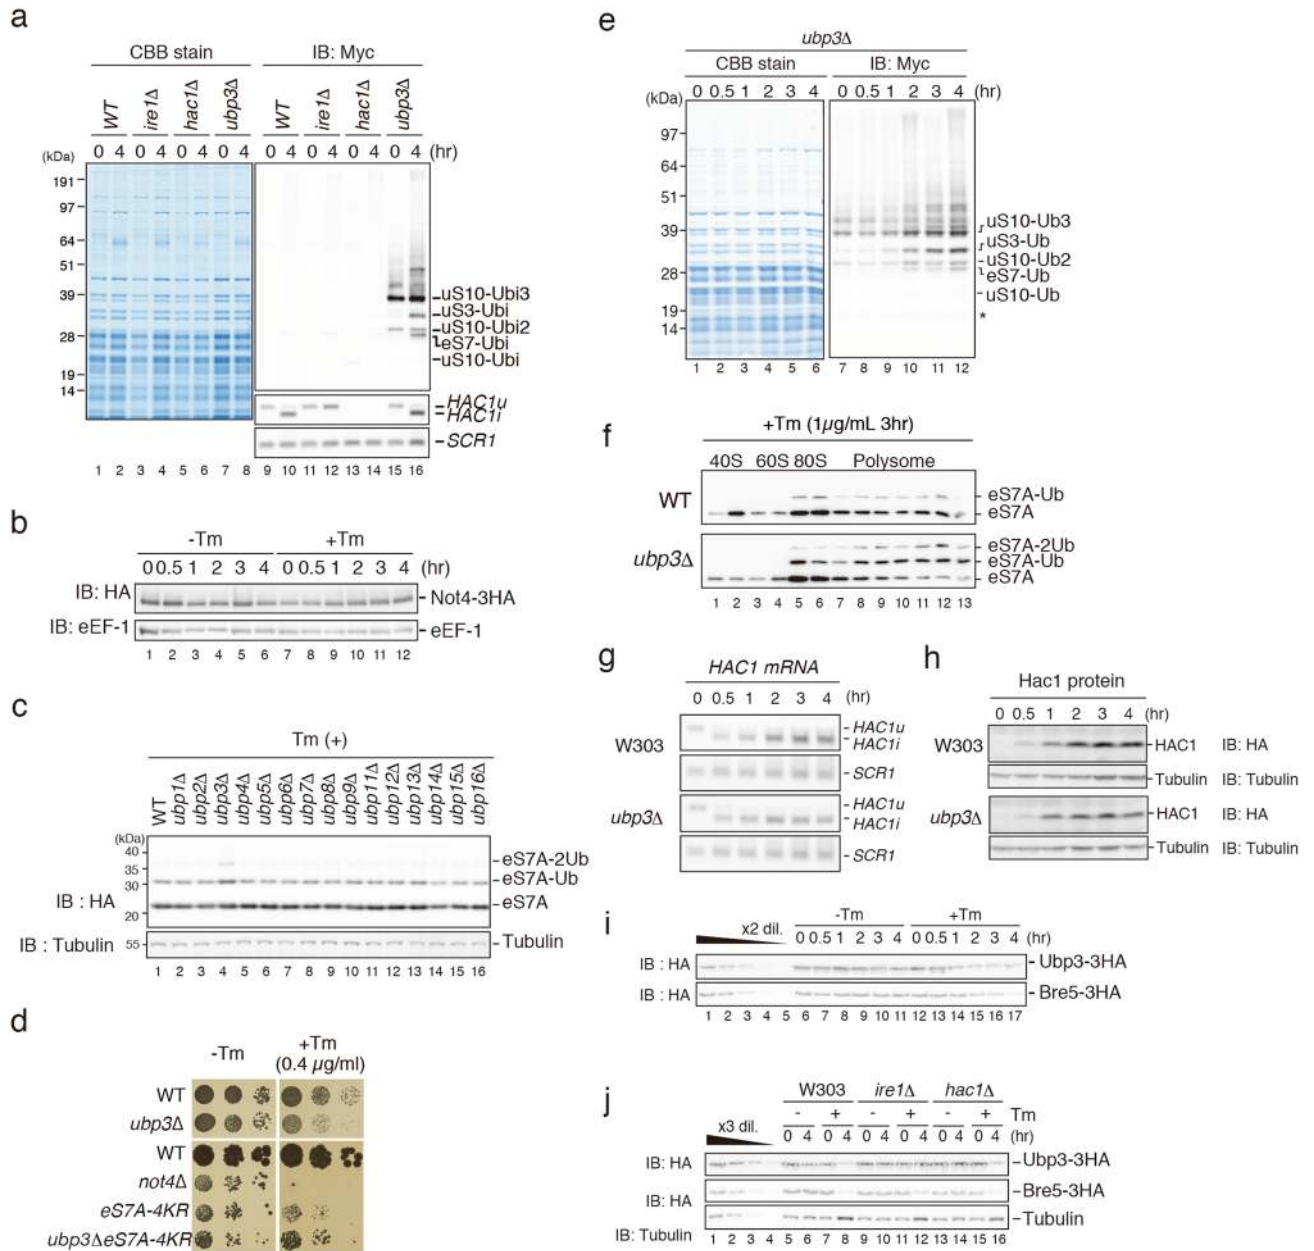 a
CBB stain
IB: Myc
WT
ire1Δ
hac1Δ
ubp3Δ
WT
ire1Δ
hac1Δ
ubp3Δ
0 4 0 4 0 4 0 4 0 4 0 4 0 4 0 4 (hr)
(kDa)
191
97
64
51
39
28
19
14
uS10-Ubi3
uS3-Ubi
uS10-Ubi2
eS7-Ubi
uS10-Ubi
HAC1u
HAC1i
SCR1
1 2 3 4 5 6 7 8 9 10 11 12 13 14 15 16
b
-Tm
+Tm
0 0.5 1 2 3 4 0 0.5 1 2 3 4 (hr)
IB: HA
Not4-3HA
IB: eEF-1
eEF-1
1 2 3 4 5 6 7 8 9 10 11 12
c
Tm (+)
WT
ubp1Δ
ubp2Δ
ubp3Δ
ubp4Δ
ubp5Δ
ubp6Δ
ubp7Δ
ubp8Δ
ubp9Δ
ubp11Δ
ubp12Δ
ubp13Δ
ubp14Δ
ubp15Δ
ubp16Δ
(kDa)
40
35
30
20
IB : HA
eS7A-2Ub
eS7A-Ub
eS7A
IB : Tubulin
55
Tubulin
1 2 3 4 5 6 7 8 9 10 11 12 13 14 15 16
d
-Tm
+Tm
(0.4 µg/ml)
WT
ubp3Δ
WT
not4Δ
eS7A-4KR
ubp3ΔeS7A-4KR
e
ubp3Δ
CBB stain
IB: Myc
0 0.5 1 2 3 4 0 0.5 1 2 3 4 (hr)
(kDa)
97
64
51
39
28
19
14
uS10-Ub3
uS3-Ub
uS10-Ub2
eS7-Ub
uS10-Ub
*
1 2 3 4 5 6 7 8 9 10 11 12
f
+Tm (1µg/mL 3hr)
40S 60S 80S Polysome
WT
eS7A-Ub
eS7A
ubp3Δ
eS7A-2Ub
eS7A-Ub
eS7A
1 2 3 4 5 6 7 8 9 10 11 12 13
g
HAC1 mRNA
0 0.5 1 2 3 4 (hr)
W303
HAC1u
HAC1i
SCR1
ubp3Δ
HAC1u
HAC1i
SCR1
h
Hac1 protein
0 0.5 1 2 3 4 (hr)
W303
HAC1 IB: HA
Tubulin IB: Tubulin
ubp3Δ
HAC1 IB: HA
Tubulin IB: Tubulin
i
x2 dil.
-Tm
+Tm
0 0.5 1 2 3 4 0 0.5 1 2 3 4 (hr)
IB : HA
Ubp3-3HA
IB : HA
Bre5-3HA
1 2 3 4 5 6 7 8 9 10 11 12 13 14 15 16 17
j
W303 ire1Δ hac1Δ
x3 dil.
- + - + - + Tm
0 4 0 4 0 4 0 4 0 4 0 4 (hr)
IB: HA
Ubp3-3HA
IB: HA
Bre5-3HA
Tubulin
IB: Tubulin
1 2 3 4 5 6 7 8 9 10 11 12 13 14 15 16